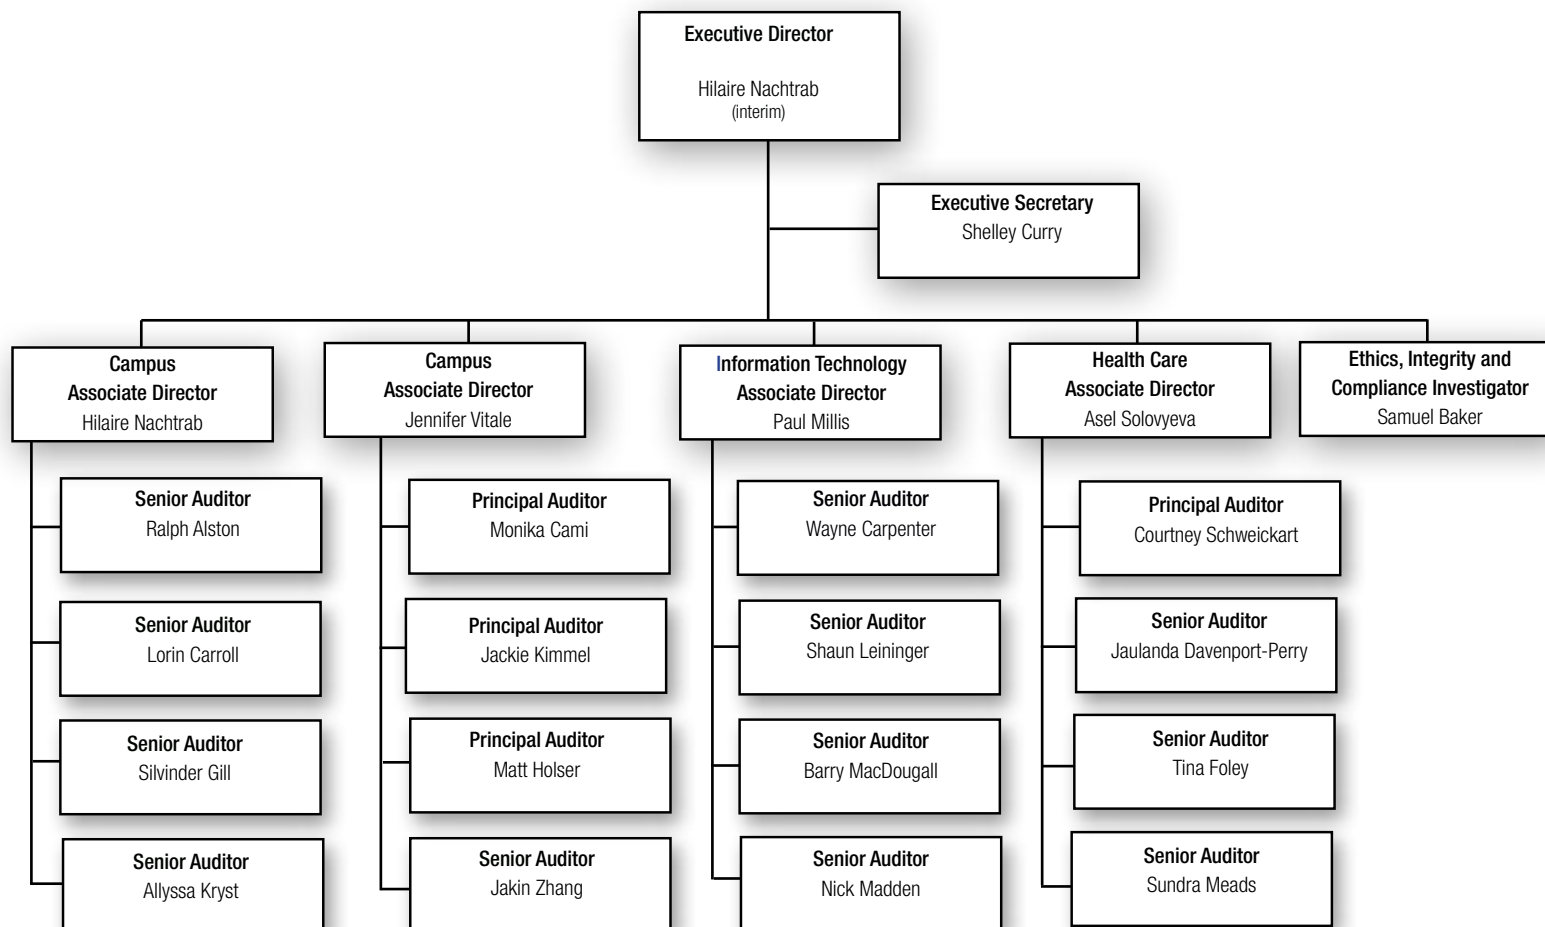 Executive Director
Hilaire Nachtrab
(interim)
Executive Secretary
Shelley Curry
Campus
Associate Director
Hilaire Nachtrab
Campus
Associate Director
Jennifer Vitale
Information Technology
Associate Director
Paul Millis
Health Care
Associate Director
Asel Solovyeva
Ethics, Integrity and
Compliance Investigator
Samuel Baker
Senior Auditor
Ralph Alston
Senior Auditor
Lorin Carroll
Senior Auditor
Silvinder Gill
Senior Auditor
Allyssa Kryst
Principal Auditor
Monika Cami
Principal Auditor
Jackie Kimmel
Principal Auditor
Matt Holser
Senior Auditor
Jakin Zhang
Senior Auditor
Wayne Carpenter
Senior Auditor
Shaun Leininger
Senior Auditor
Barry MacDougall
Senior Auditor
Nick Madden
Principal Auditor
Courtney Schweickart
Senior Auditor
Jaulanda Davenport-Perry
Senior Auditor
Tina Foley
Senior Auditor
Sundra Meads